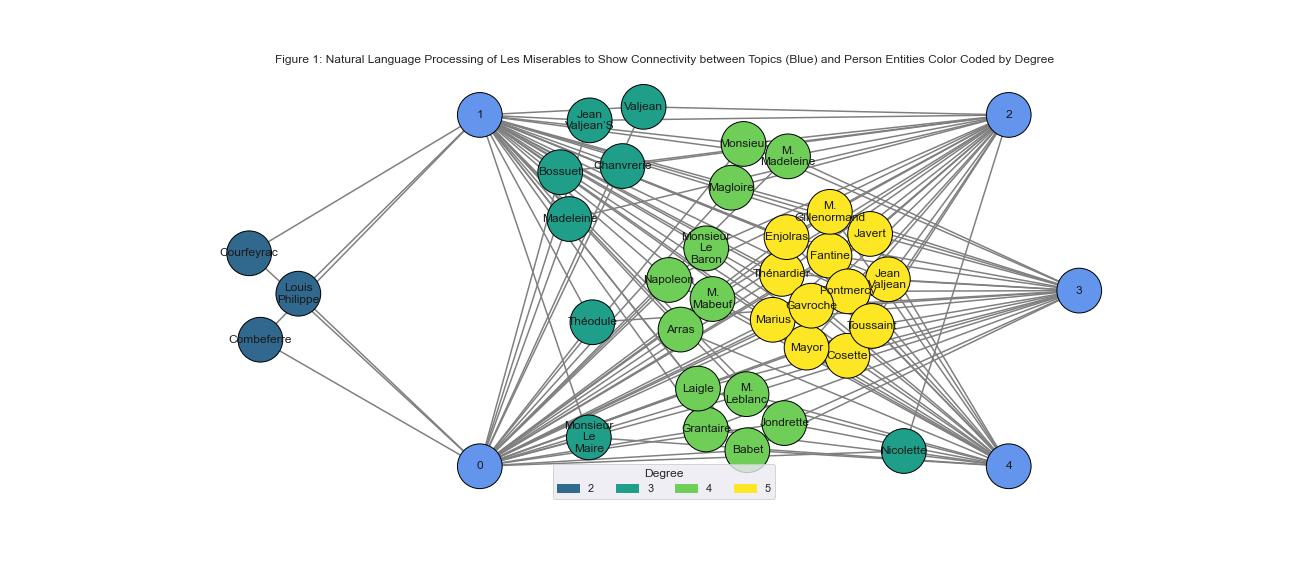 Figure 1: Natural Language Processing of Les Miserables to Show Connectivity between Topics (Blue) and Person Entities Color Coded by Degree
1
2
Jean
Valjean'S
Valjean
Monsieur
M.
Madeleine
Bossuet
Chanvrerie
Magloire
Madeleine
M.
Gillenormand
Javert
Enjolras
Monsieur
Le
Baron
Fantine
Courfeyrac
Louis
Philippe
Napoleon
Thénardier
Jean
Valjean
Pontmercy
3
M.
Mabeuf
Gavroche
Théodule
Arras
Marius
Toussaint
Combeferre
Mayor
Cosette
Laigle
M.
Leblanc
Monsieur
Le
Maire
Grantaire
Jondrette
Babet
Nicolette
0
4
Degree
2
3
4
5